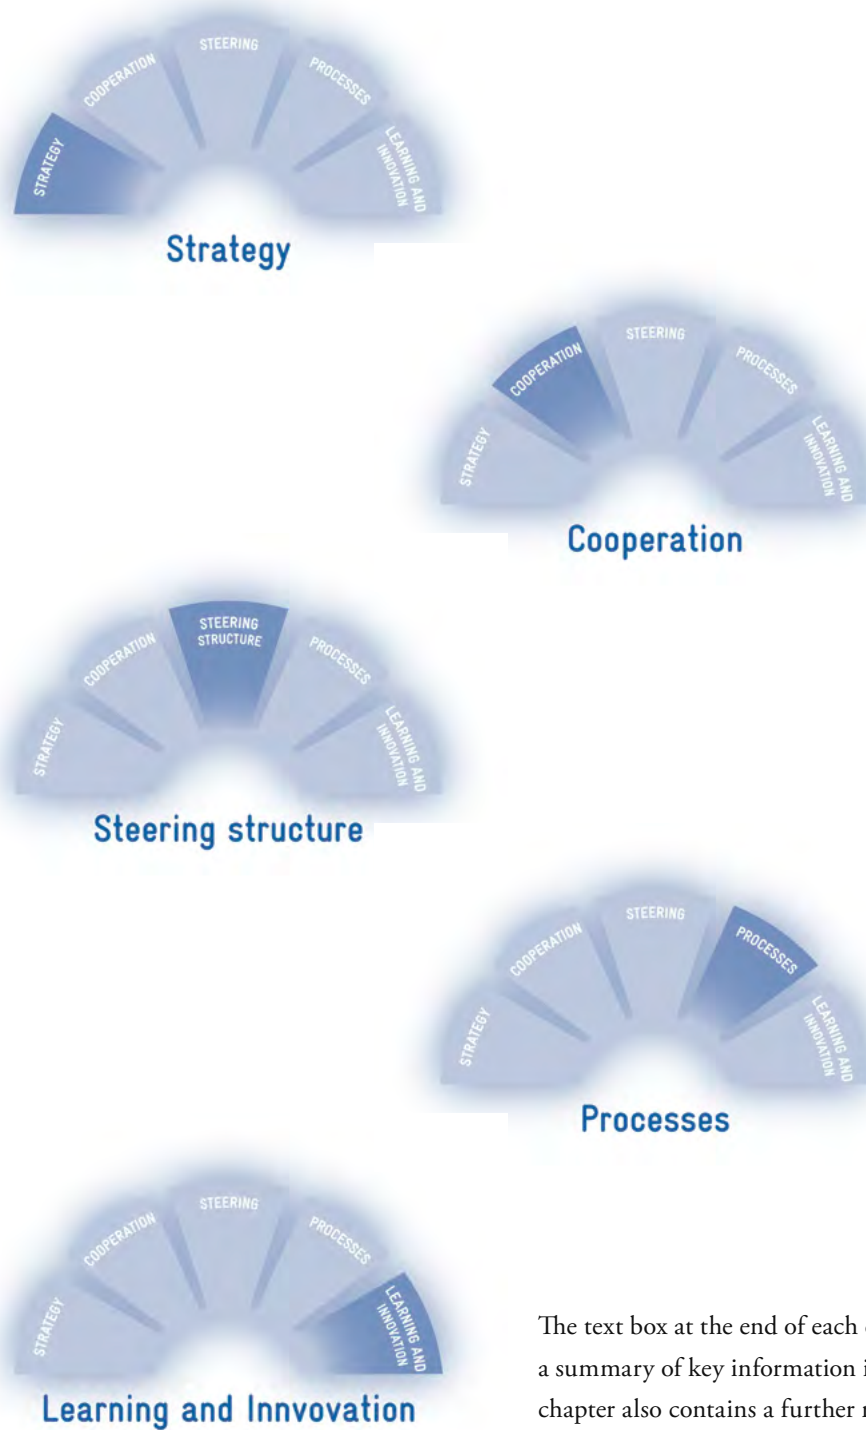 STRATEGY
COOPERATION
STEERING
PROCESSES
LEARNING AND
INNOVATION
Strategy
STRATEGY
COOPERATION
STEERING
PROCESSES
LEARNING AND
INNOVATION
Cooperation
STRATEGY
COOPERATION
STEERING
STRUCTURE
PROCESSES
LEARNING AND
INNOVATION
Steering structure
STRATEGY
COOPERATION
STEERING
PROCESSES
LEARNING AND
INNOVATION
Processes
STRATEGY
COOPERATION
STEERING
PROCESSES
LEARNING AND
INNOVATION
Learning and Innvovation
The text box at the end of each
a summary of key information
chapter also contains a further